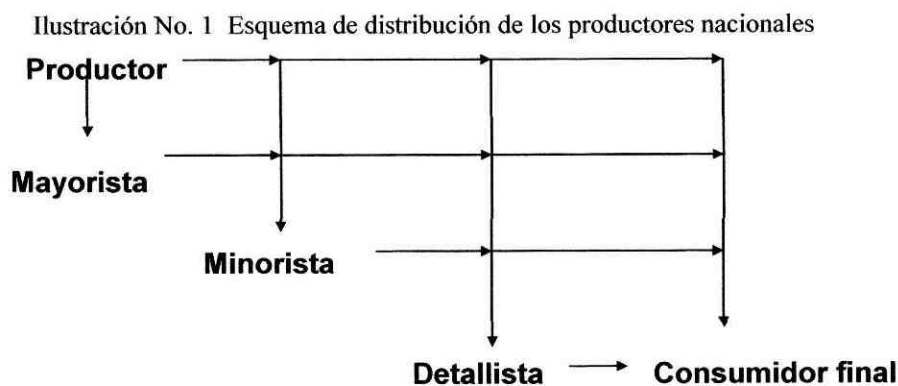 Ilustración No. 1 Esquema de distribución de los productores nacionales
Productor
Mayorista
Minorista
Detallista
Consumidor final